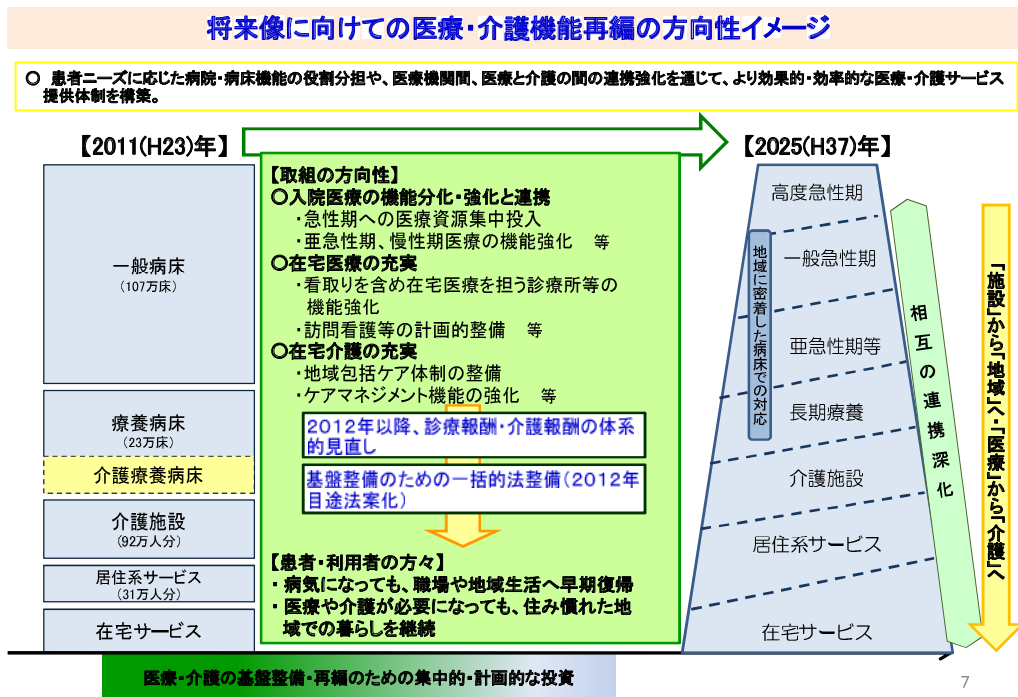 将来像に向けての医療・介護機能再編の方向性イメージ
○ 患者ニーズに応じた病院・病床機能の役割分担や、医療機関間、医療と介護の間の連携強化を通じて、より効果的・効率的な医療・介護サービス
提供体制を構築。
【2011(H23)年】
一般病床
(107万床)
療養病床
(23万床)
介護療養病床
介護施設
(92万人分)
居住系サービス
(31万人分)
在宅サービス
【取組の方向性】
○入院医療の機能分化・強化と連携
・急性期への医療資源集中投入
・亜急性期、慢性期医療の機能強化 等
○在宅医療の充実
・看取りを含め在宅医療を担う診療所等の
機能強化
・訪問看護等の計画的整備 等
○在宅介護の充実
・地域包括ケア体制の整備
・ケアマネジメント機能の強化 等
2012年以降、診療報酬・介護報酬の体系
的見直し
基盤整備のための一括的法整備(2012年
目途法案化)
【患者・利用者の方々】
・ 病気になっても、職場や地域生活へ早期復帰
・ 医療や介護が必要になっても、住み慣れた地
域での暮らしを継続
【2025(H37)年】
高度急性期
一般急性期
亜急性期等
長期療養
介護施設
居住系サービス
在宅サービス
地域に密着した病床での対応
相互の連携深化
「施設」から「地域」へ・「医療」から「介護」へ
医療・介護の基盤整備・再編のための集中的・計画的な投資
7